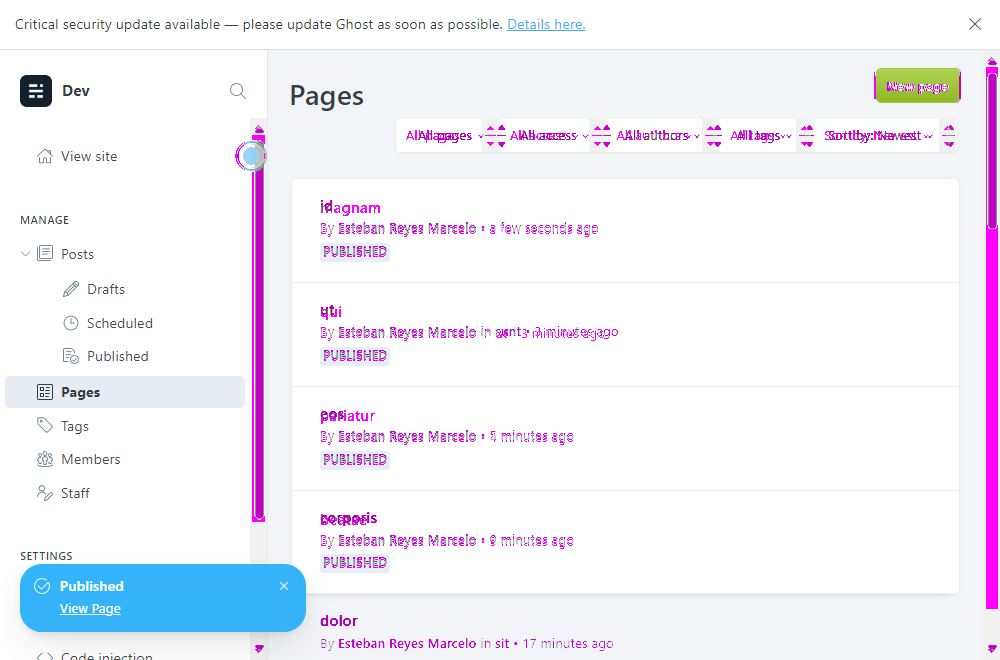 Critical security update available — please update Ghost as soon as possible. Details here.
Dev
Pages
New page
View site
All pages
All access
All authors
All tags
Sort by: Newest
MANAGE
Posts
Drafts
Scheduled
Published
Pages
Tags
Members
Staff
SETTINGS
Code injection
magnam
By Esteban Reyes Marcelo • a few seconds ago
PUBLISHED
qui
By Esteban Reyes Marcelo in sunt • 3 minutes ago
PUBLISHED
pariatur
By Esteban Reyes Marcelo • minutes ago
PUBLISHED
corporis
By Esteban Reyes Marcelo • minutes ago
PUBLISHED
dolor
By Esteban Reyes Marcelo in sit • 17 minutes ago
Published
View Page